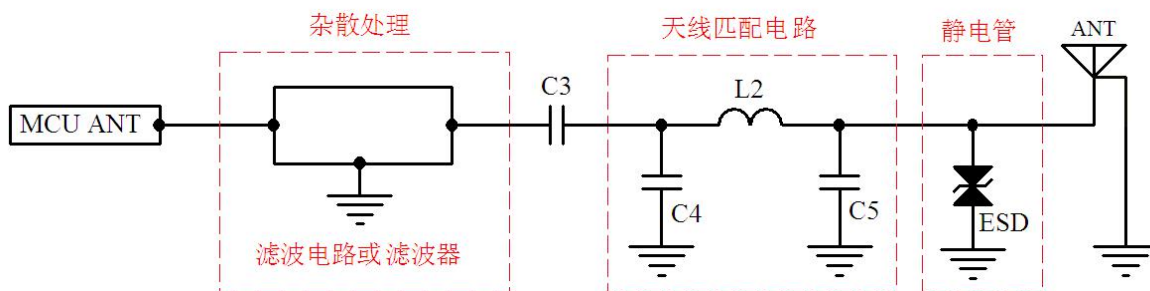 杂散处理
天线匹配电路
静电管
ANT
C3
L2
MCU ANT
C4
C5
ESD
滤波电路或滤波器